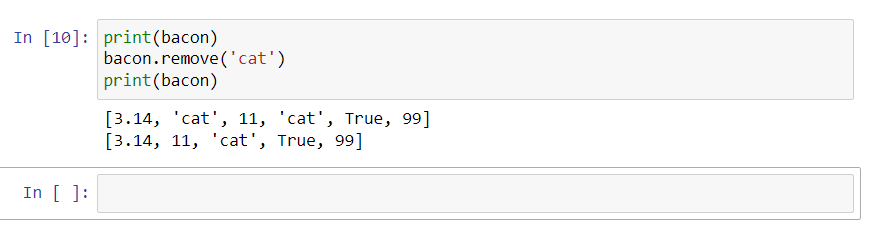 In [10]: print(bacon)
bacon.remove('cat')
print(bacon)
[3.14, 'cat', 11, 'cat', True, 99]
[3.14, 11, 'cat', True, 99]
In [ ]: